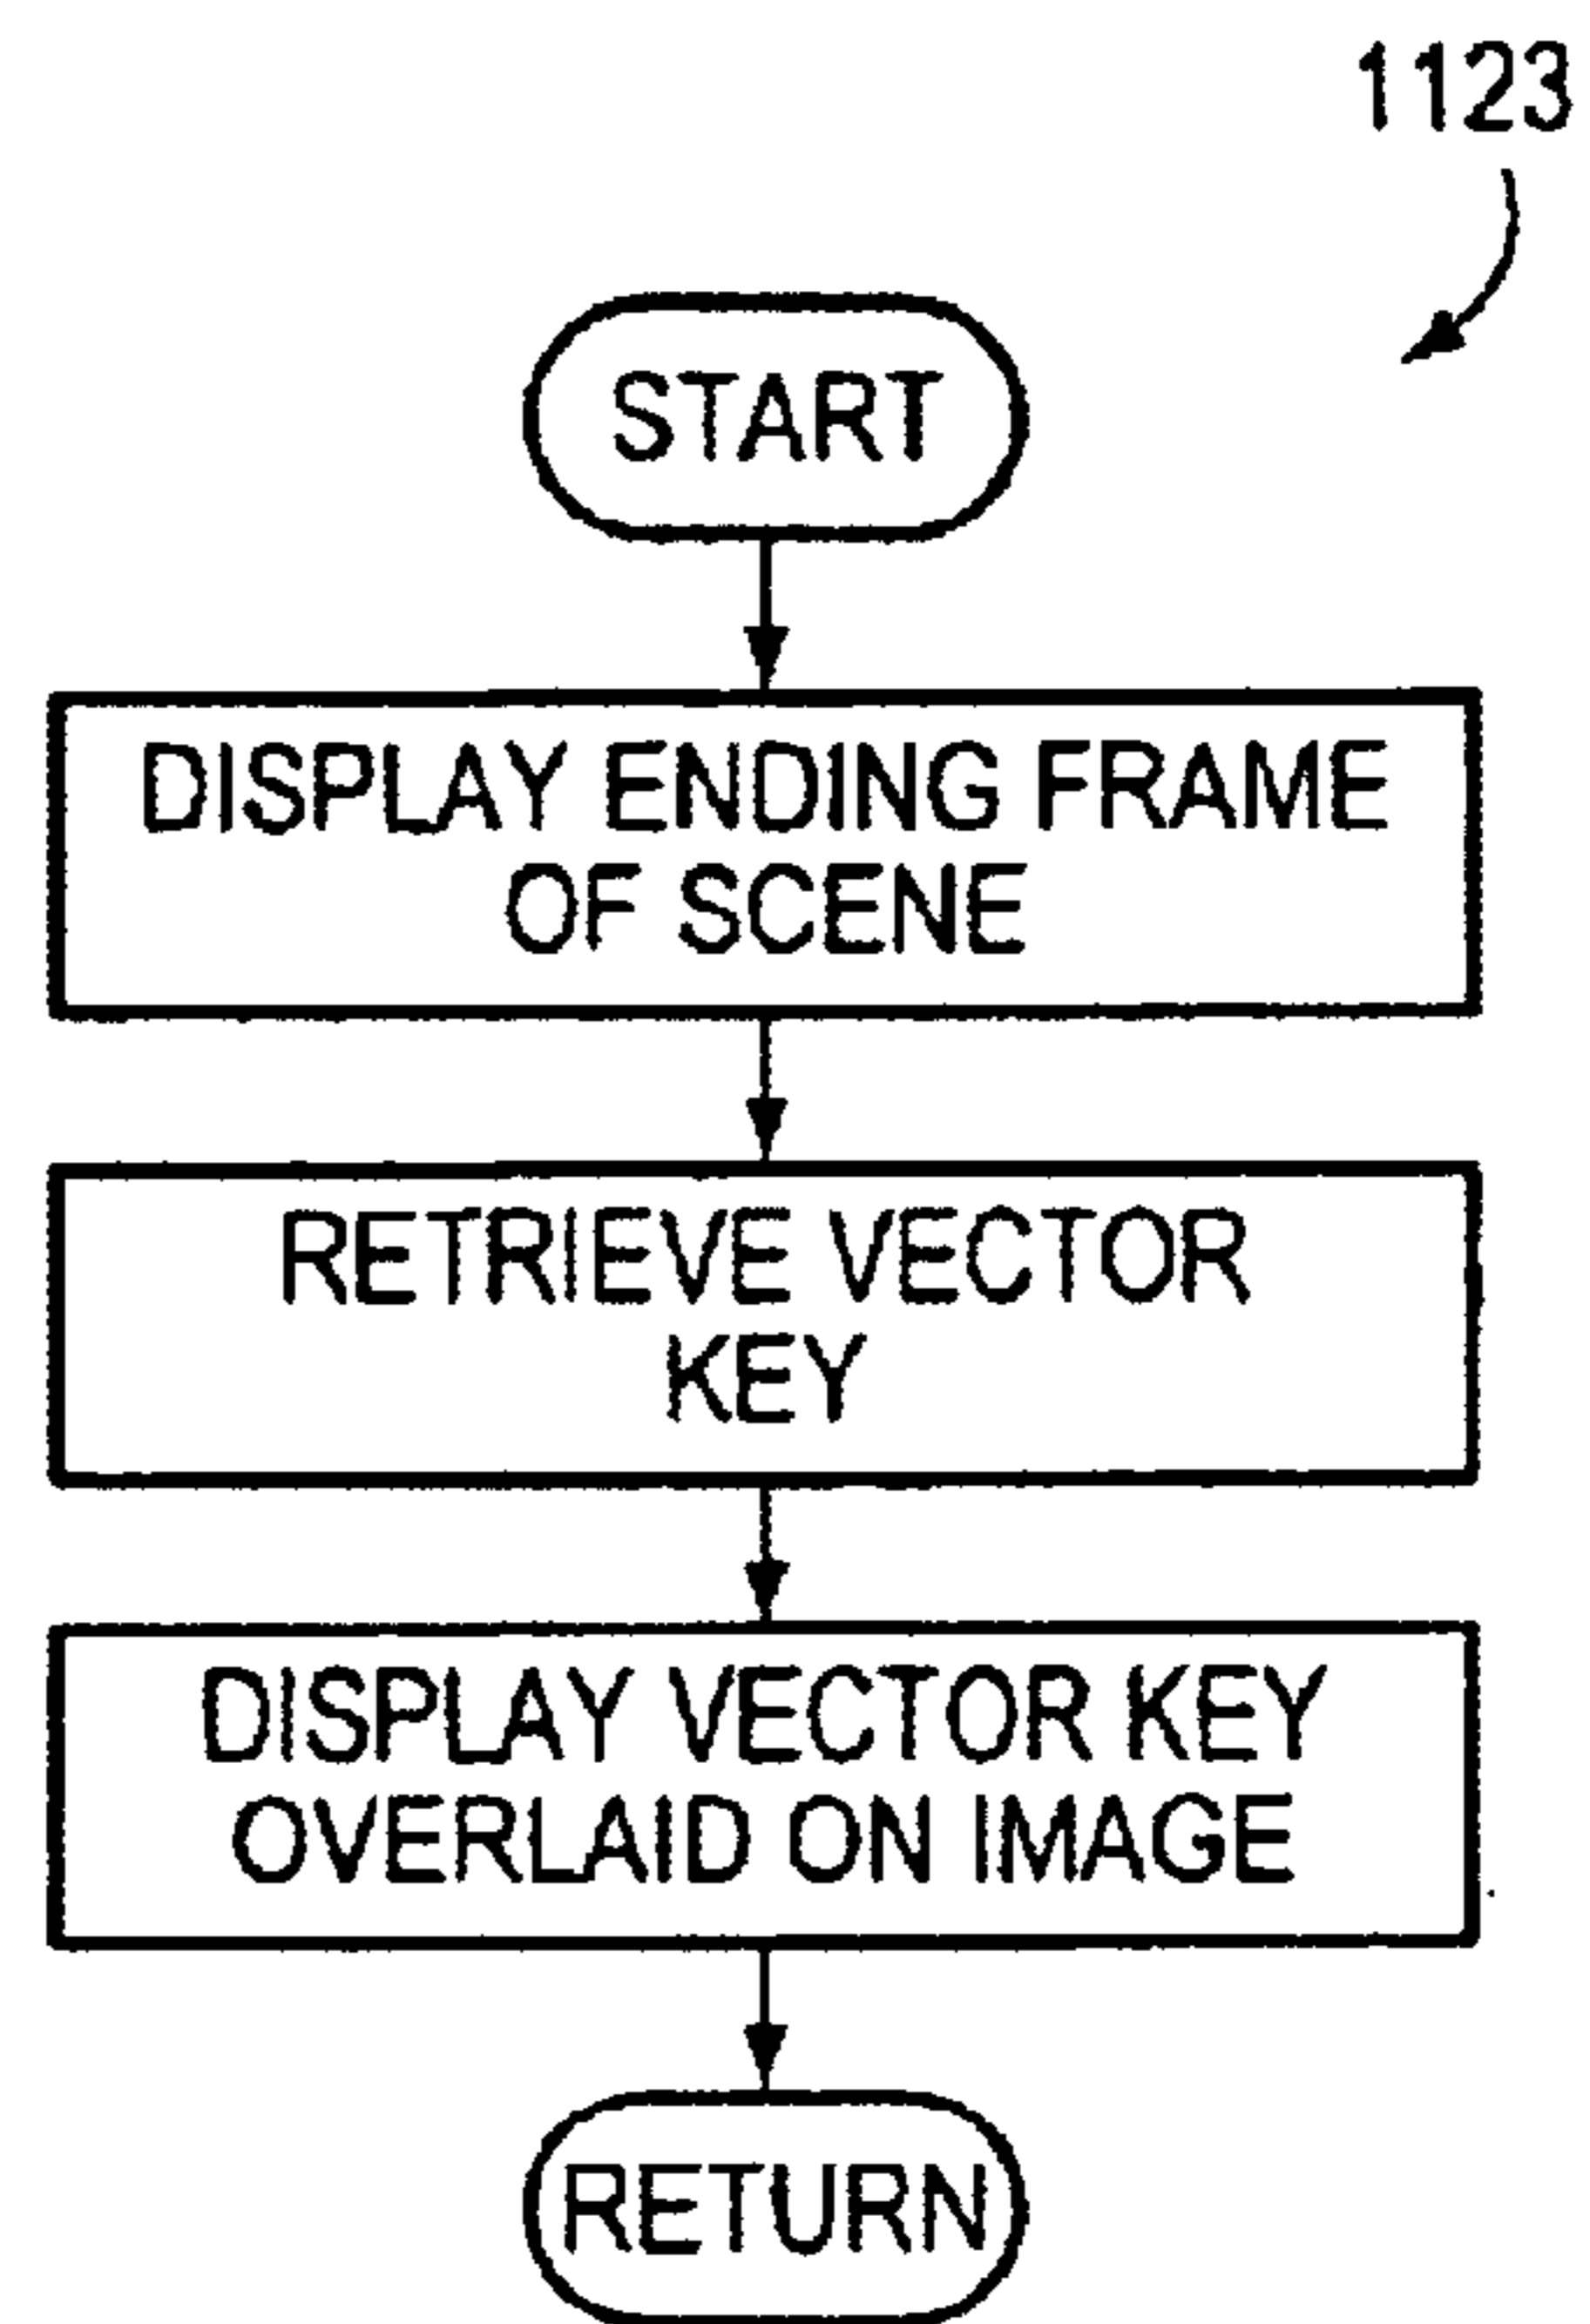 1123
START
DISPLAY ENDING FRAME
OF SCENE
RETRIEVE VECTOR
KEY
DISPLAY VECTOR KEY
OVERLAID ON IMAGE
RETURN